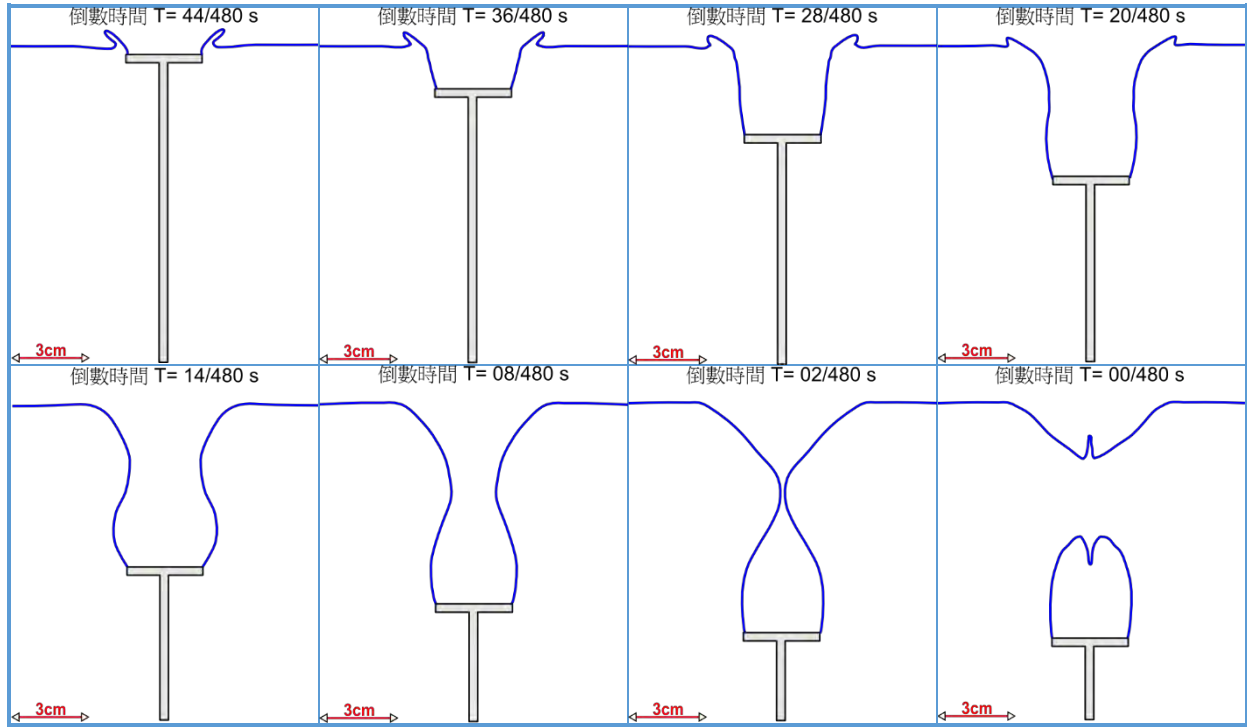 倒數時間 T= 44/480 s
3cm
倒數時間 T= 36/480 s
3cm
倒數時間 T= 28/480 s
3cm
倒數時間 T= 20/480 s
3cm
倒數時間 T= 14/480 s
3cm
倒數時間 T= 08/480 s
3cm
倒數時間 T= 02/480 s
3cm
倒數時間 T= 00/480 s
3cm